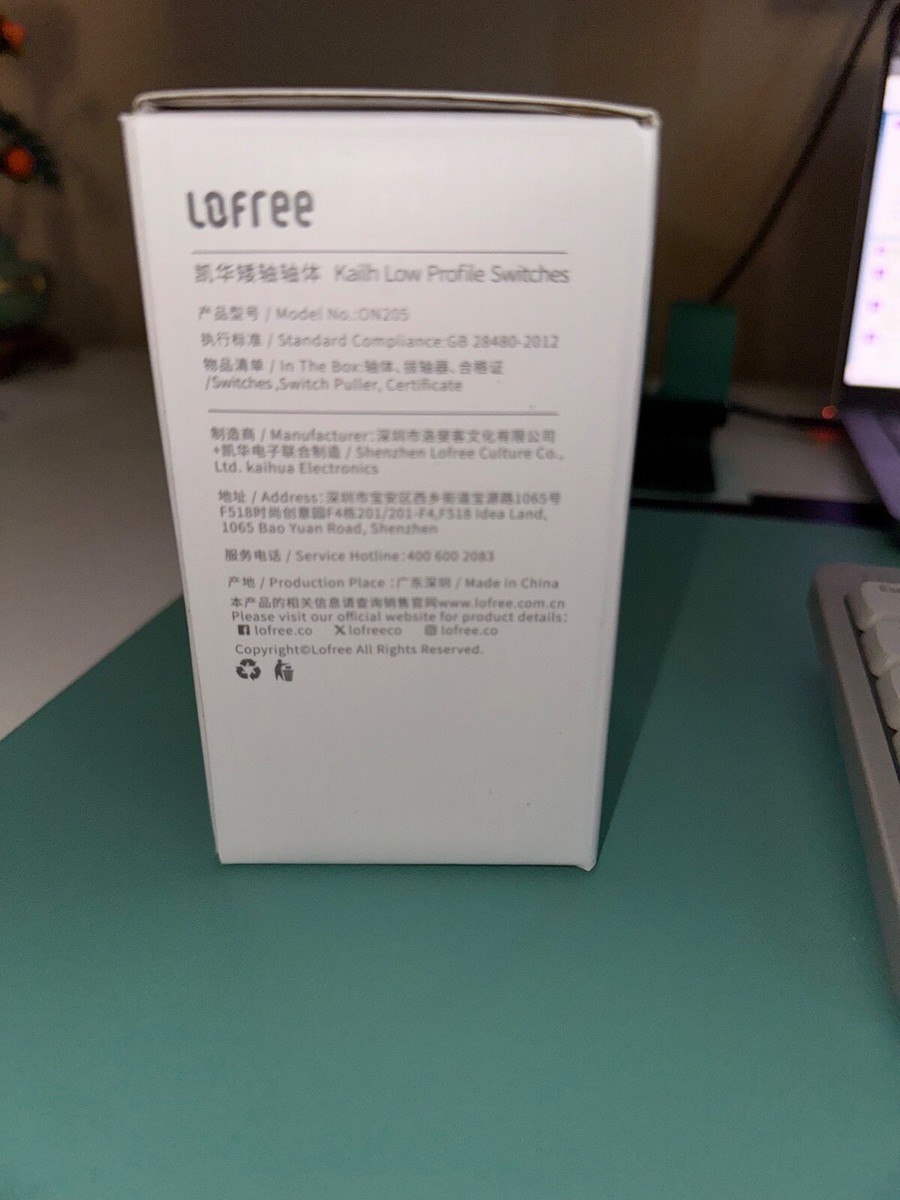 LOFREE
凯华矮轴轴体 Kailh Low Profile Switches
产品型号 / Model No.:ON205
执行标准 / Standard Compliance:GB 28480-2012
物品清单 / In The Box:轴体、拔轴器、合格证
/Switches,Switch Puller, Certificate
制造商 / Manufacturer:深圳市洛斐客文化有限公司
+凯华电子联合制造 / Shenzhen Lofree Culture Co.,
Ltd. kaihua Electronics
地址 / Address:深圳市宝安区西乡街道宝源路1065号
F518时尚创意园F4栋201/201-F4,F518 Idea Land,
1065 Bao Yuan Road, Shenzhen
服务电话 / Service Hotline:400 600 2083
产地 / Production Place :广东深圳 / Made in China
本产品的相关信息请查询销售官网www.lofree.com.cn
Please visit our official website for product details:
lofree.co lofreeco lofree.co
Copyright©Lofree All Rights Reserved.